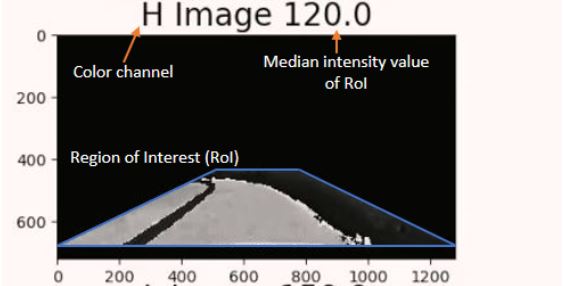 H Image 120.0
Color channel
Median intensity value
of RoI
Region of Interest (RoI)
0
200
400
600
0 200 400 600 800 1000 1200